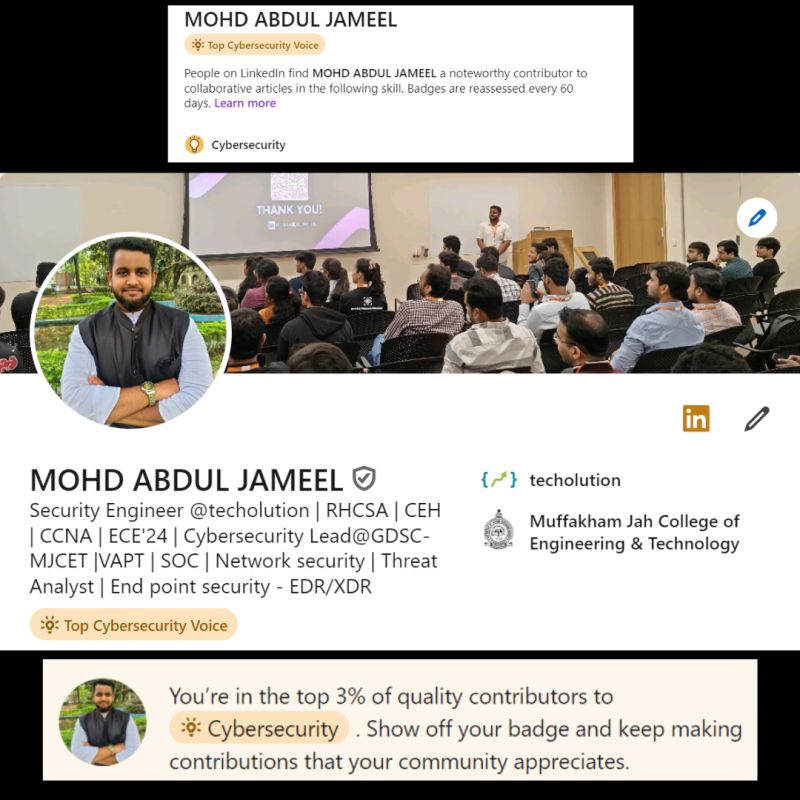 MOHD ABDUL JAMEEL
Top Cybersecurity Voice
People on LinkedIn find MOHD ABDUL JAMEEL a noteworthy contributor to
collaborative articles in the following skill. Badges are reassessed every 60
days. Learn more
Cybersecurity
THANK YOU!
in
in
MOHD ABDUL JAMEEL
Security Engineer @techolution | RHCSA | CEH
| CCNA | ECE'24 | Cybersecurity Lead@GDSC-
MJCET |VAPT | SOC | Network security | Threat
Analyst | End point security - EDR/XDR
Top Cybersecurity Voice
techolution
Muffakham Jah College of
Engineering & Technology
You're in the top 3% of quality contributors to
Cybersecurity . Show off your badge and keep making
contributions that your community appreciates.